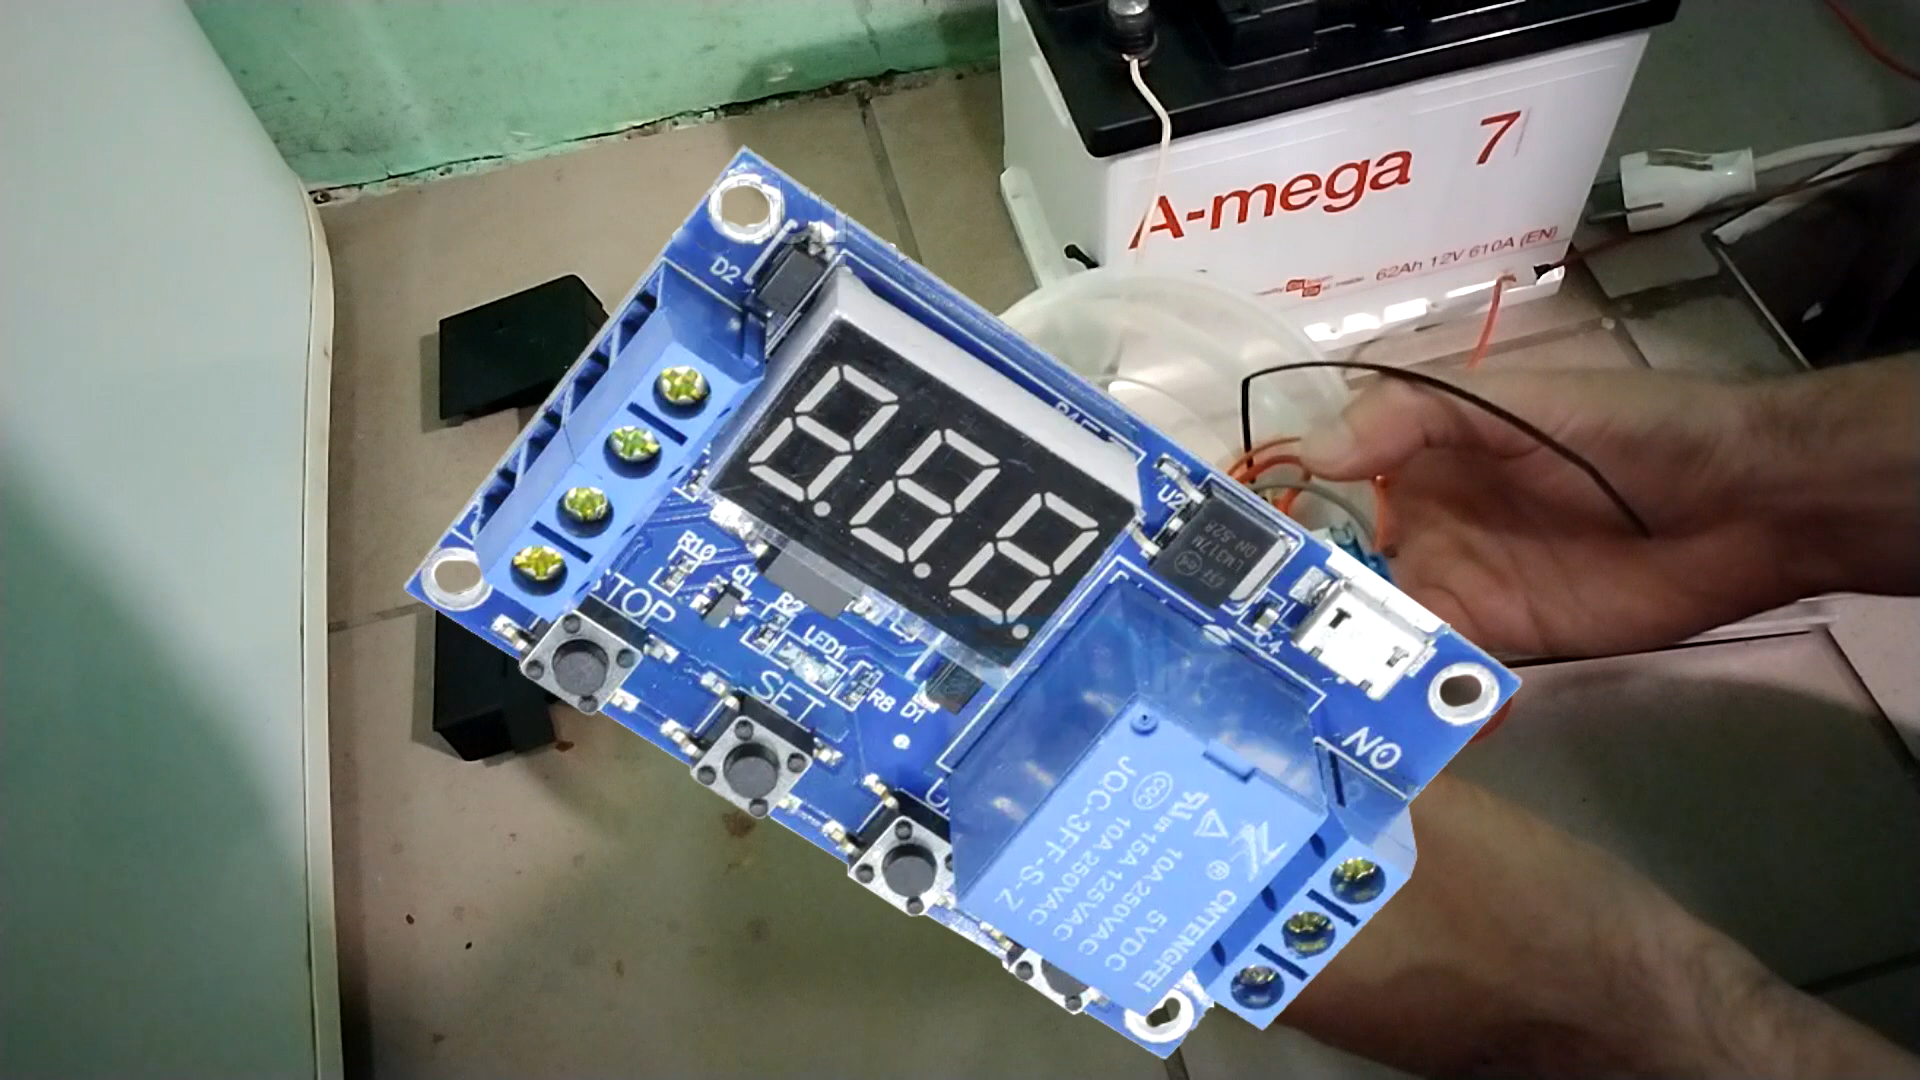 A-mega 7
62Ah 12V 610A (EN)
D2
U2
LM317M
R10
Q1
STOP
R2
LED1
SET
R8
D1
C4
NO
JQC-3FF-S-Z
10A 250VAC
15A 125VAC
10A 250VAC
5VDC
CNTENGFEI